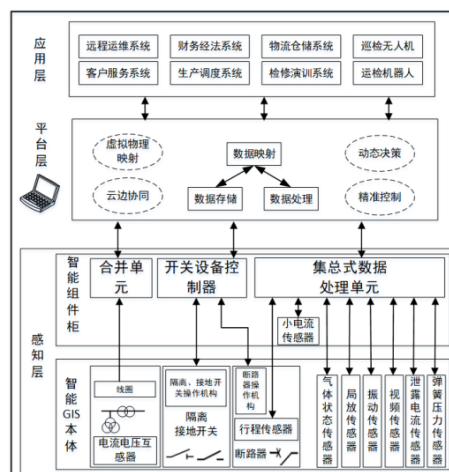 应用层
远程运维系统
财务经法系统
物流仓储系统
巡检无人机
客户服务系统
生产调度系统
检修演训系统
运检机器人
平台层
虚拟物理
映射
云边协同
数据映射
数据存储
数据处理
动态决策
精准控制
感知层
智能组件柜
合并单
元
开关设备控
制器
集总式数据
处理单元
小电流
传感器
智能GIS本体
线圈
电流电压互
感器
隔离、接地开
关操作机构
隔离
接地开关
断路
器操作机
构
行程传感器
断路器
气体状态传感器
局放传感器
振动传感器
视频传感器
泄露电流传感器
弹簧压力传感器